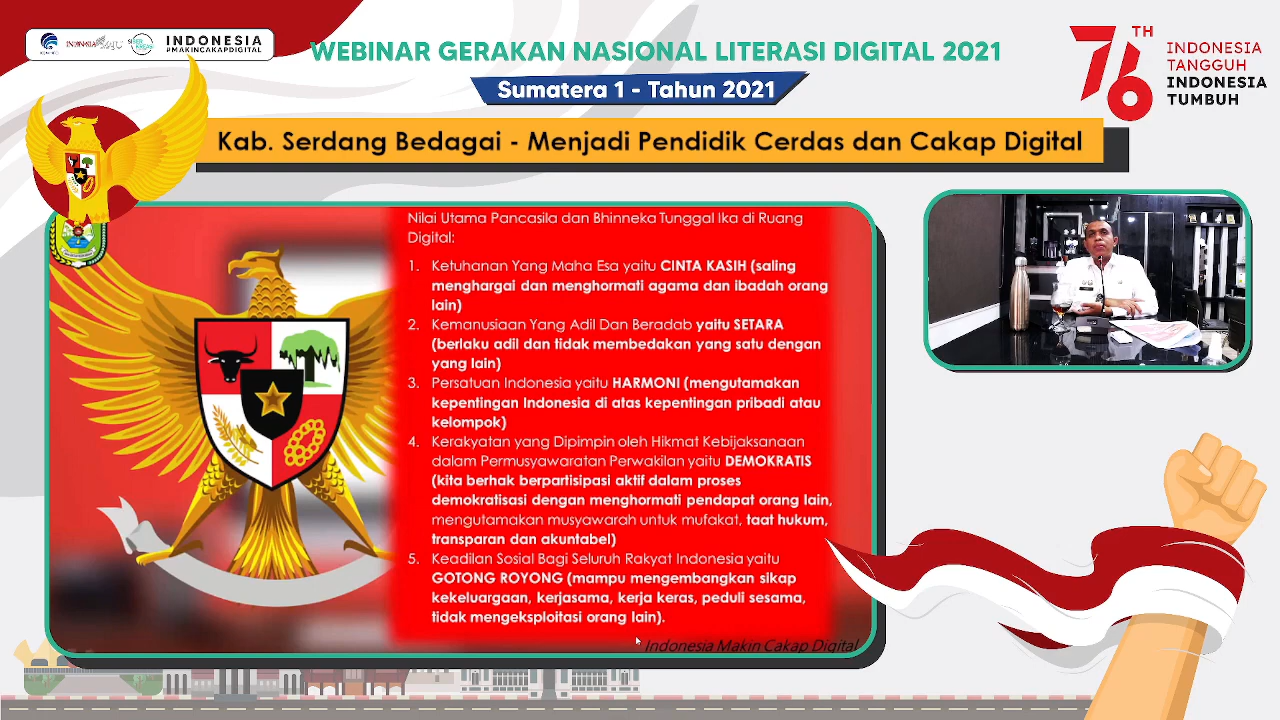 INDONESIA
#MAKINCAKAPDIGITAL
WEBINAR GERAKAN NASIONAL LITERASI DIGITAL 2021
Sumatera 1 - Tahun 2021
76TH
INDONESIA
TANGGUH
INDONESIA
TUMBUH
Kab. Serdang Bedagai - Menjadi Pendidik Cerdas dan Cakap Digital
Nilai Utama Pancasila dan Bhinneka Tunggal Ika di Ruang
Digital:
1. Ketuhanan Yang Maha Esa yaitu CINTA KASIH (saling
menghargai dan menghormati agama dan ibadah orang
lain)
2. Kemanusiaan Yang Adil Dan Beradab yaitu SETARA
(berlaku adil dan tidak membedakan yang satu dengan
yang lain)
3. Persatuan Indonesia yaitu HARMONI (mengutamakan
kepentingan Indonesia di atas kepentingan pribadi atau
kelompok)
4. Kerakyatan yang Dipimpin oleh Hikmat Kebijaksanaan
dalam Permusyawaratan Perwakilan yaitu DEMOKRATIS
(kita berhak berpartisipasi aktif dalam proses
demokratisasi dengan menghormati pendapat orang lain,
mengutamakan musyawarah untuk mufakat, taat hukum,
transparan dan akuntabel)
5. Keadilan Sosial Bagi Seluruh Rakyat Indonesia yaitu
GOTONG ROYONG (mampu mengembangkan sikap
kekeluargaan, kerjasama, kerja keras, peduli sesama,
tidak mengeksploitasi orang lain).
Indonesia Makin Cakap Digital